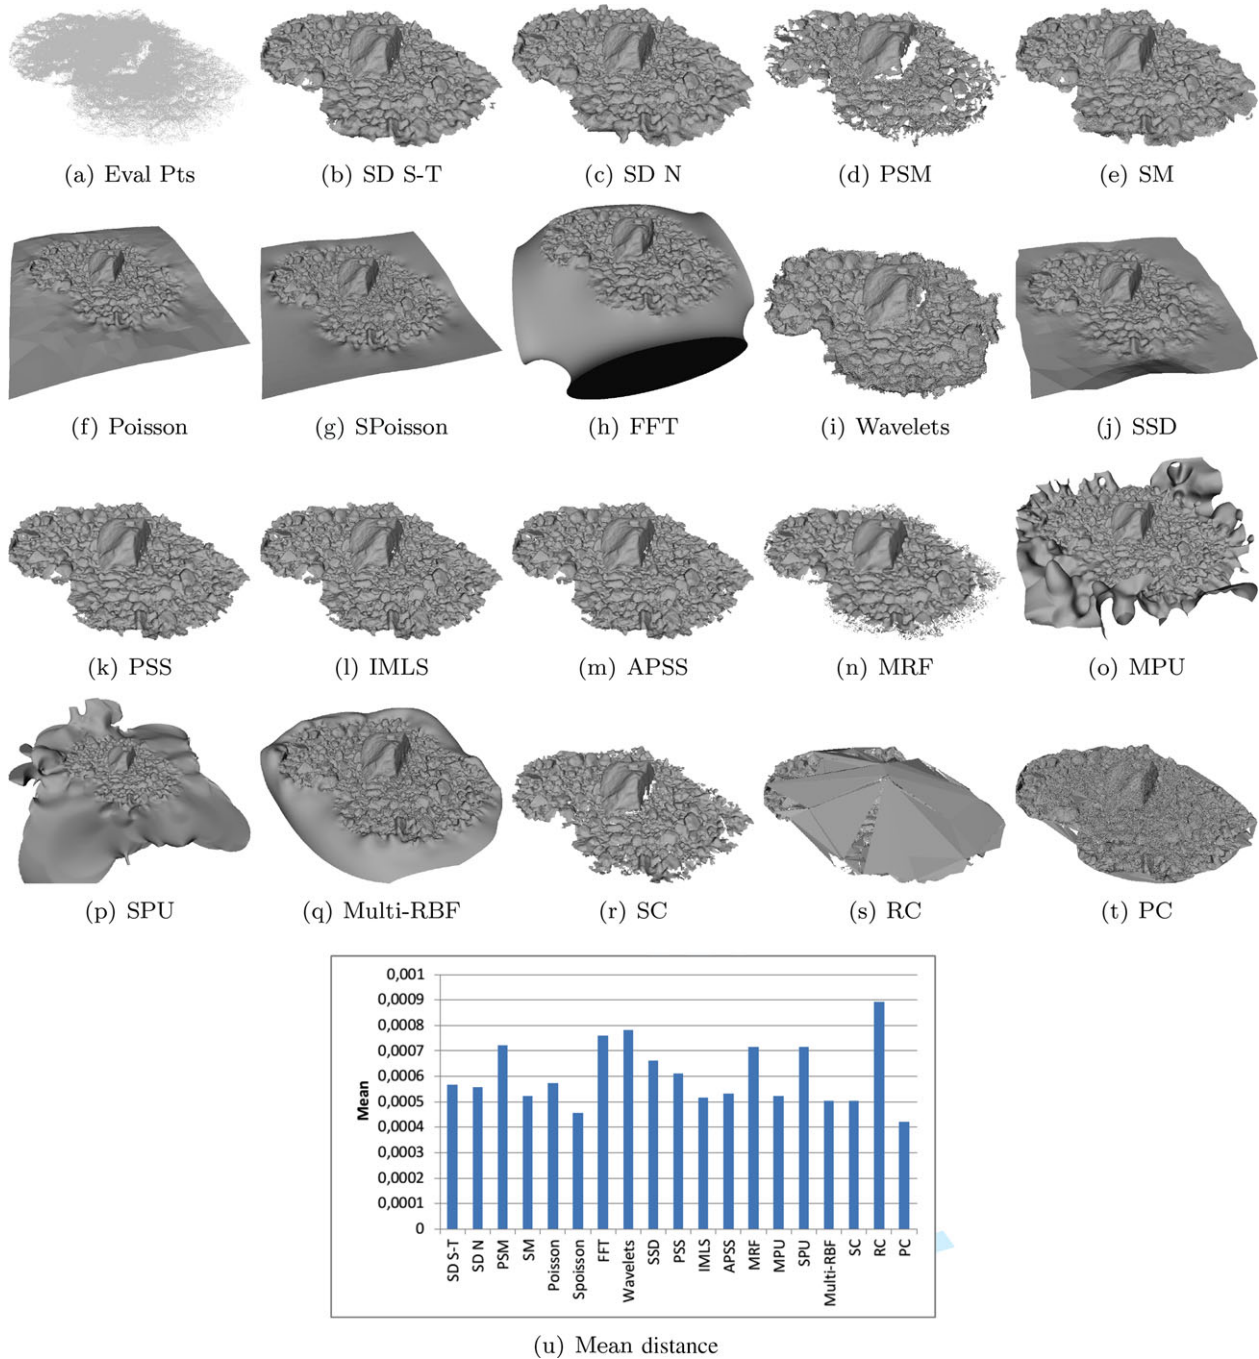 (a) Eval Pts (b) SD S-T (c) SD N (d) PSM (e) SM
(f) Poisson (g) SPoisson (h) FFT (i) Wavelets (j) SSD
(k) PSS (l) IMLS (m) APSS (n) MRF (o) MPU
(p) SPU (q) Multi-RBF (r) SC (s) RC (t) PC
0,001
0,0009
0,0008
0,0007
0,0006
0,0005
0,0004
0,0003
0,0002
0,0001
0
Mean
SD S-T
SD N
PSM
SM
Poisson
Spoisson
FFT
Wavelets
SSD
PSS
IMLS
APSS
MRF
MPU
SPU
Multi-RBF
SC
RC
PC
(u) Mean distance